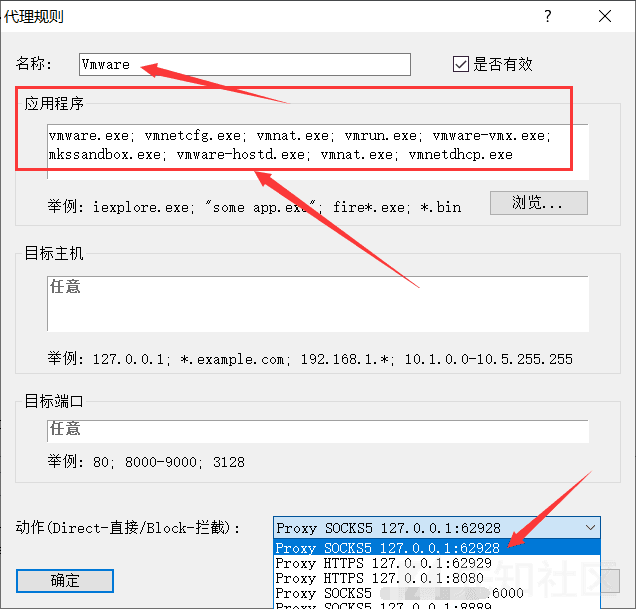 代理规则
名称:
Vmware
是否有效
应用程序
vmware.exe; vmnetcfg.exe; vmnat.exe; vmrun.exe; vmware-vmx.exe;
mkssandbox.exe; vmware-hostd.exe; vmnat.exe; vmnetdhcp.exe
举例: iexplore.exe; "some app.exe"; fire*.exe; *.bin
浏览...
目标主机
任意
举例: 127.0.0.1; *.example.com; 192.168.1.*; 10.1.0.0-10.5.255.255
目标端口
任意
举例: 80; 8000-9000; 3128
动作(Direct-直接/Block-拦截):
Proxy SOCKS5 127.0.0.1:62928
Proxy SOCKS5 127.0.0.1:62928
Proxy HTTPS 127.0.0.1:62929
Proxy HTTPS 127.0.0.1:8080
Proxy SOCKS5
:6000
Proxy SOCKS5 127.0.0.1:8889
确定
知社区